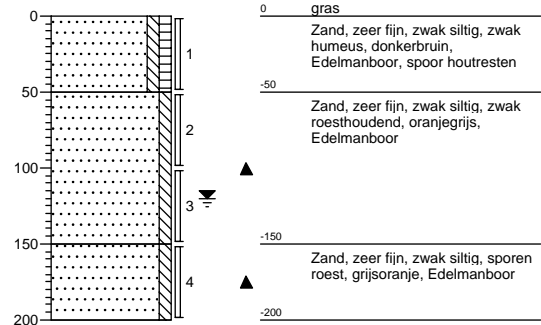 0
50
100
150
200
1
2
3
4
0
gras
Zand, zeer fijn, zwak siltig, zwak
humeus, donkerbruin,
Edelmanboor, spoor houtresten
-50
Zand, zeer fijn, zwak siltig, zwak
roesthoudend, oranjegrijs,
Edelmanboor
-150
Zand, zeer fijn, zwak siltig, sporen
roest, grijsoranje, Edelmanboor
-200